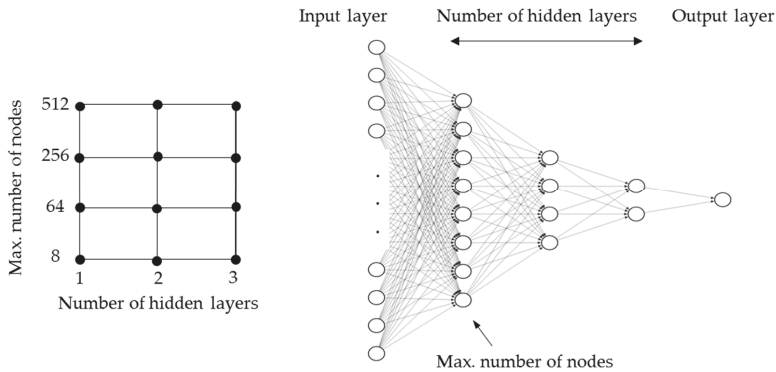 Input layer
Number of hidden layers
Output layer
Max. number of nodes
512
256
64
8
1
2
3
Number of hidden layers
Max. number of nodes